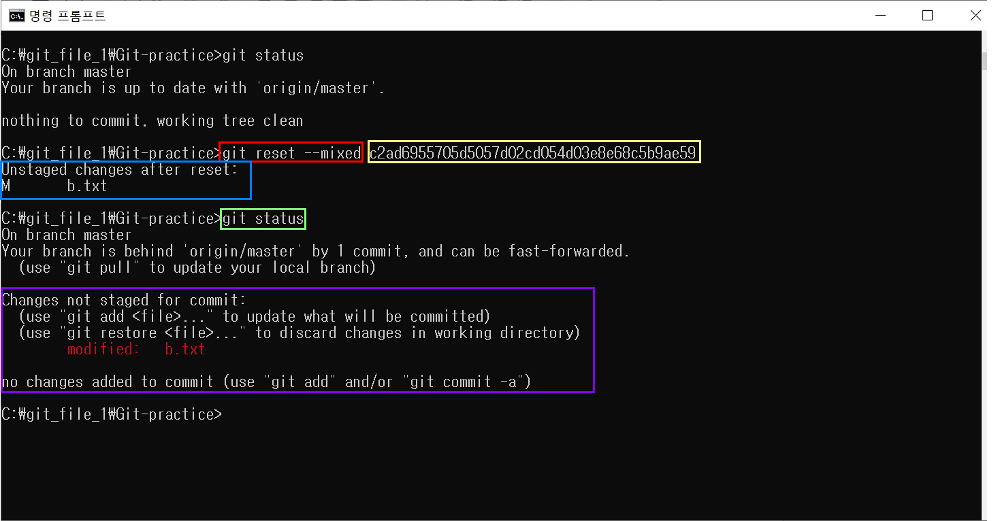 명령 프롬프트
C:₩git_file_1₩Git-practice>git status
On branch master
Your branch is up to date with 'origin/master'.
nothing to commit, working tree clean
C:₩git_file_1₩Git-practice>git reset --mixed c2ad6955705d5057d02cd054d03e8e68c5b9ae59
Unstaged changes after reset:
M       b.txt
C:₩git_file_1₩Git-practice>git status
On branch master
Your branch is behind 'origin/master' by 1 commit, and can be fast-forwarded.
  (use "git pull" to update your local branch)
Changes not staged for commit:
  (use "git add <file>..." to update what will be committed)
  (use "git restore <file>..." to discard changes in working directory)
        modified:   b.txt
no changes added to commit (use "git add" and/or "git commit -a")
C:₩git_file_1₩Git-practice>